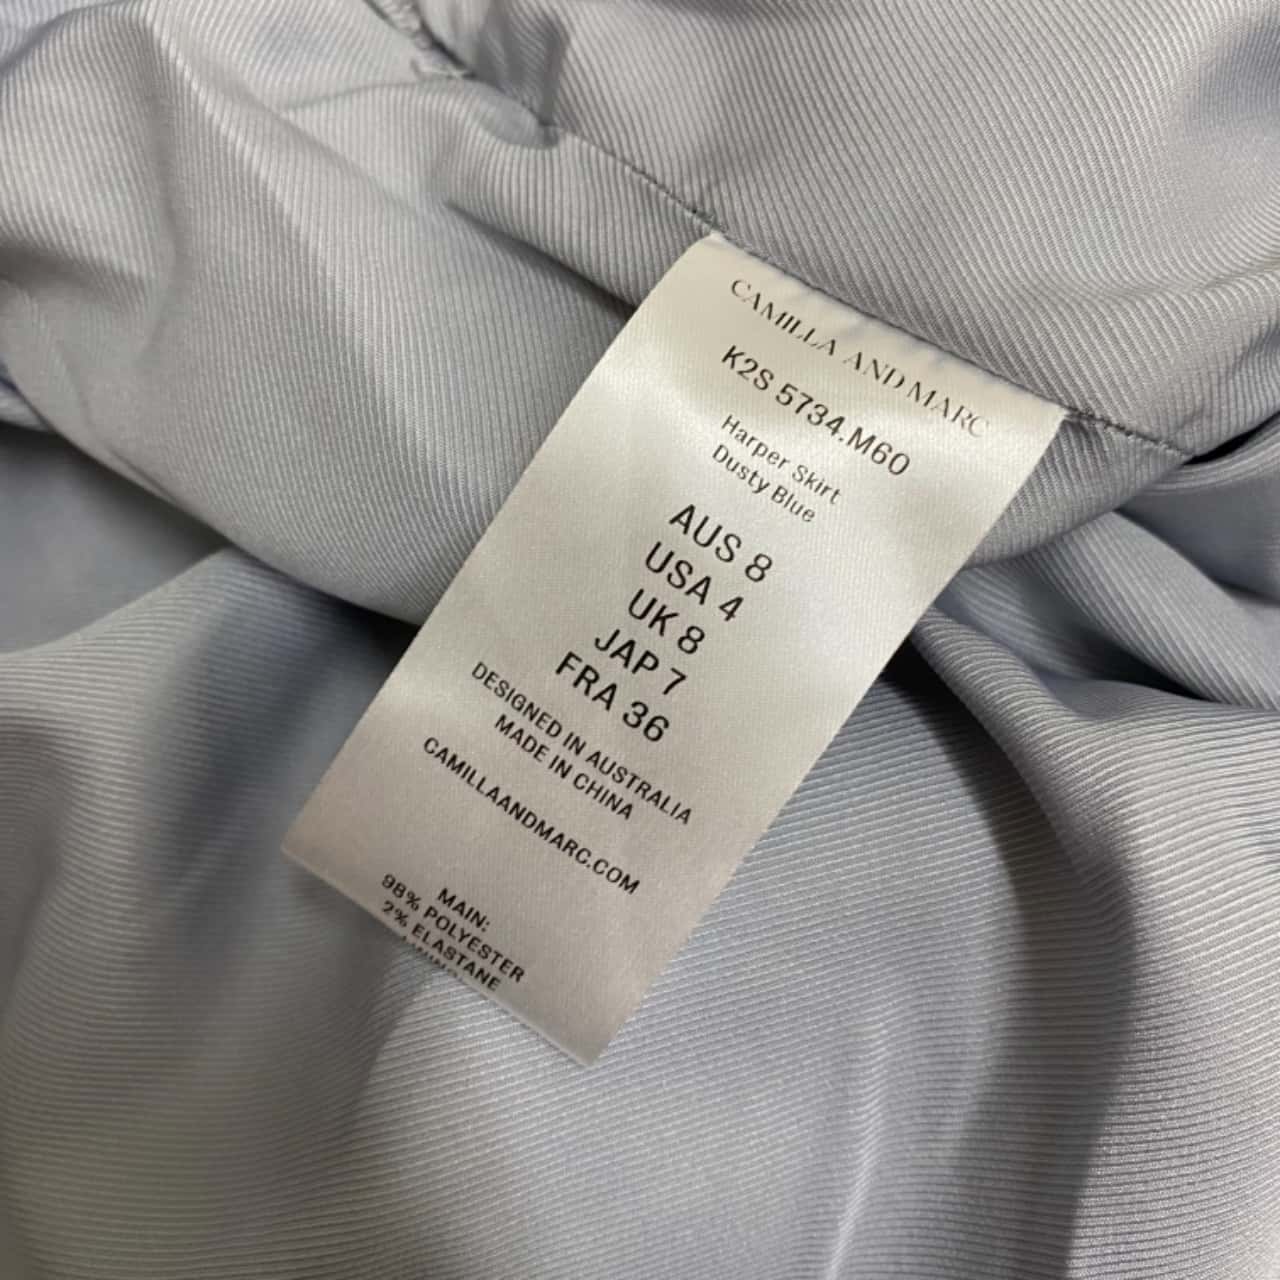 CAMILLA AND MARC
K2S 5734.M60
Harper Skirt
Dusty Blue
AUS 8
USA 4
UK 8
JAP 7
FRA 36
DESIGNED IN AUSTRALIA
MADE IN CHINA
CAMILLAANDMARC.COM
MAIN:
98% POLYESTER
2% ELASTANE